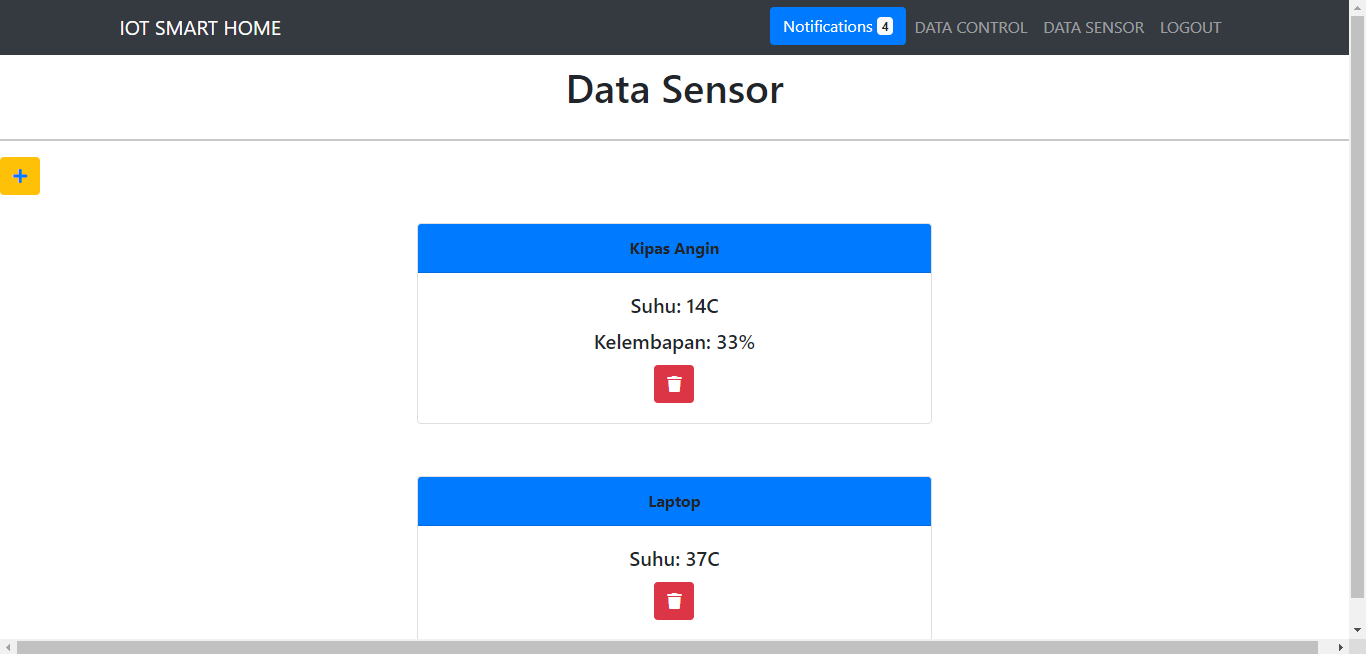 IOT SMART HOME
Notifications 4 DATA CONTROL DATA SENSOR LOGOUT
Data Sensor
+
Kipas Angin
Suhu: 14C
Kelembapan: 33%
Laptop
Suhu: 37C